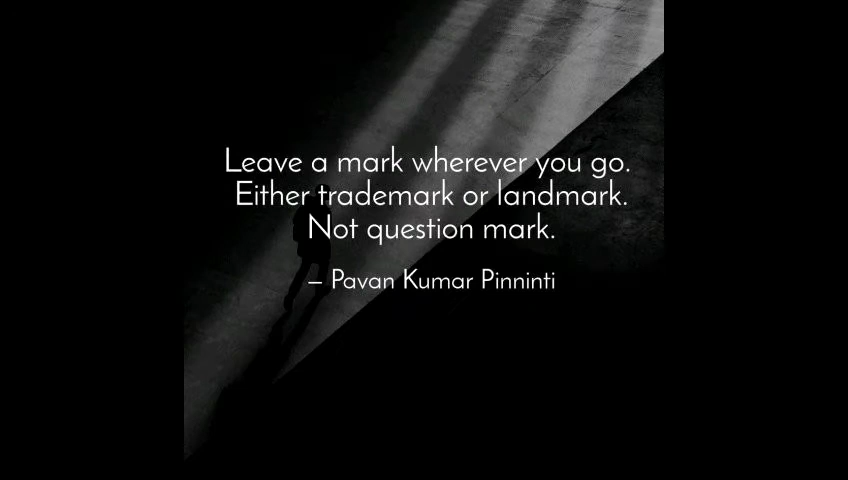 Leave a mark wherever you go.
Either trademark or landmark.
Not question mark.
– Pavan Kumar Pinninti